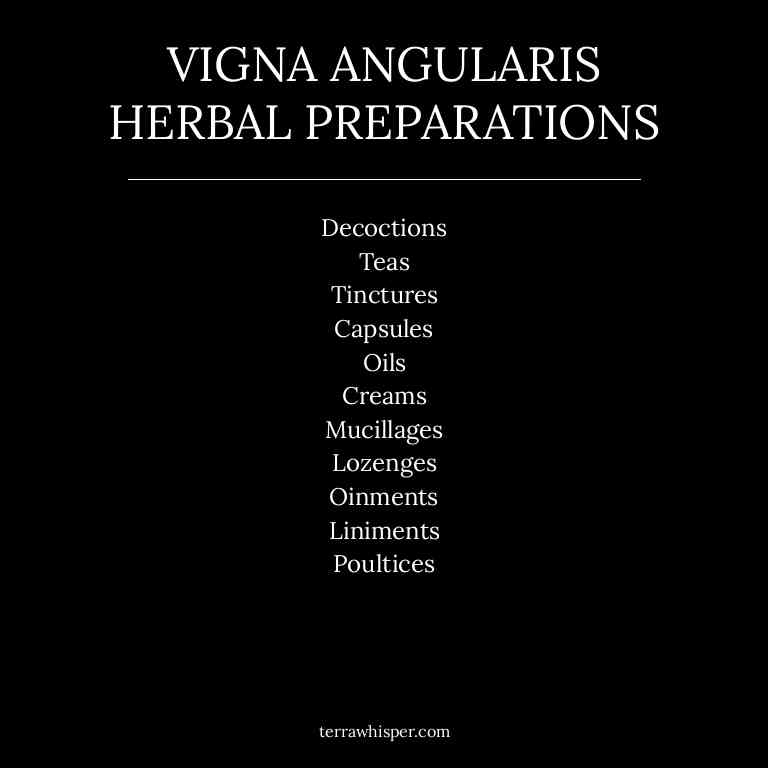 VIGNA ANGULARIS
HERBAL PREPARATIONS
Decoctions
Teas
Tinctures
Capsules
Oils
Creams
Mucillages
Lozenges
Oinments
Liniments
Poultices
terrawhisper.com